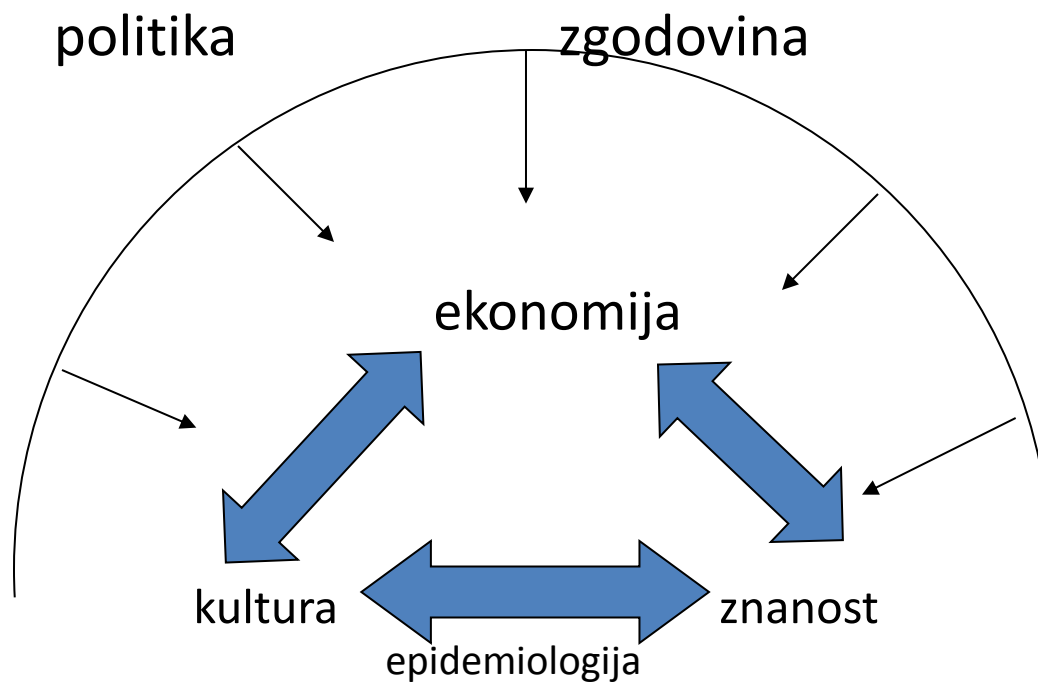 politika
zgodovina
ekonomija
kultura
znanost
epidemiologija